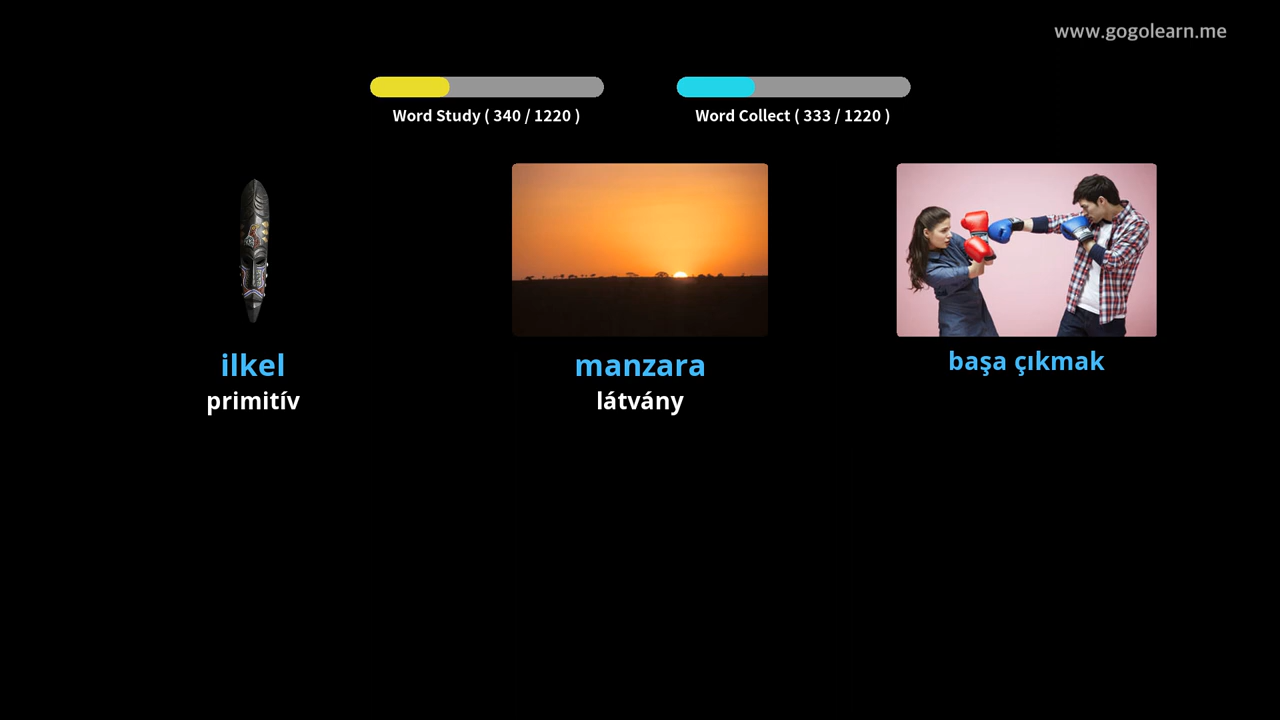 www.gogolearn.me
Word Study ( 340 / 1220 )
Word Collect ( 333 / 1220 )
ilkel
primitív
manzara
látvány
başa çıkmak